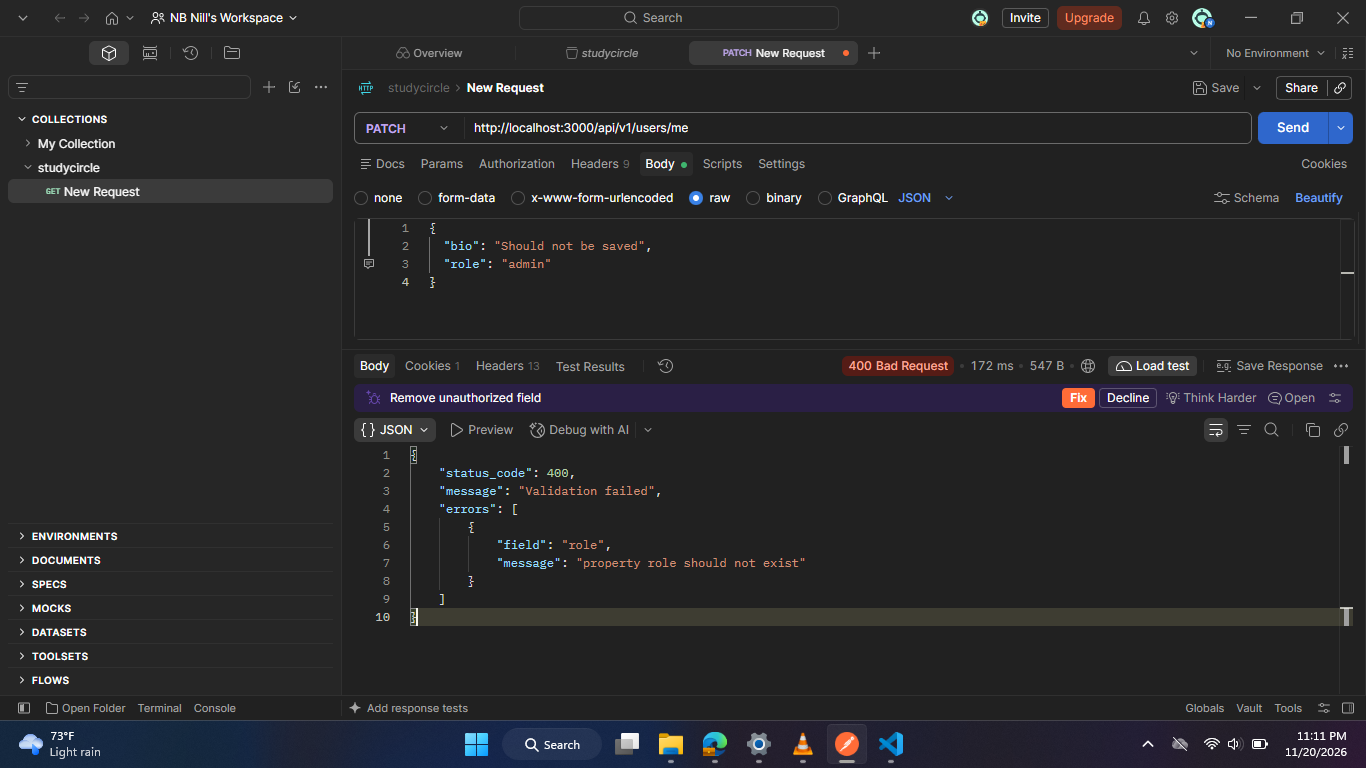 NB Nill's Workspace
Search
Invite
Upgrade
Overview
studycircle
PATCH New Request
No Environment
HTTP
studycircle > New Request
Save
Share
COLLECTIONS
My Collection
studycircle
GET New Request
PATCH
http://localhost:3000/api/v1/users/me
Send
Docs
Params
Authorization
Headers 9
Body
Scripts
Settings
Cookies
none
form-data
x-www-form-urlencoded
raw
binary
GraphQL
JSON
Schema
Beautify
1 {
2 "bio": "Should not be saved",
3 "role": "admin"
4 }
Body
Cookies 1
Headers 13
Test Results
400 Bad Request
172 ms
547 B
Load test
e.g. Save Response
Remove unauthorized field
Fix
Decline
Think Harder
Open
{} JSON
Preview
Debug with AI
1 {
2 "status_code": 400,
3 "message": "Validation failed",
4 "errors": [
5 {
6 "field": "role",
7 "message": "property role should not exist"
8 }
9 ]
10 }
ENVIRONMENTS
DOCUMENTS
SPECS
MOCKS
DATASETS
TOOLSETS
FLOWS
Open Folder
Terminal
Console
Add response tests
Globals
Vault
Tools
73°F
Light rain
Search
11:11 PM
11/20/2026